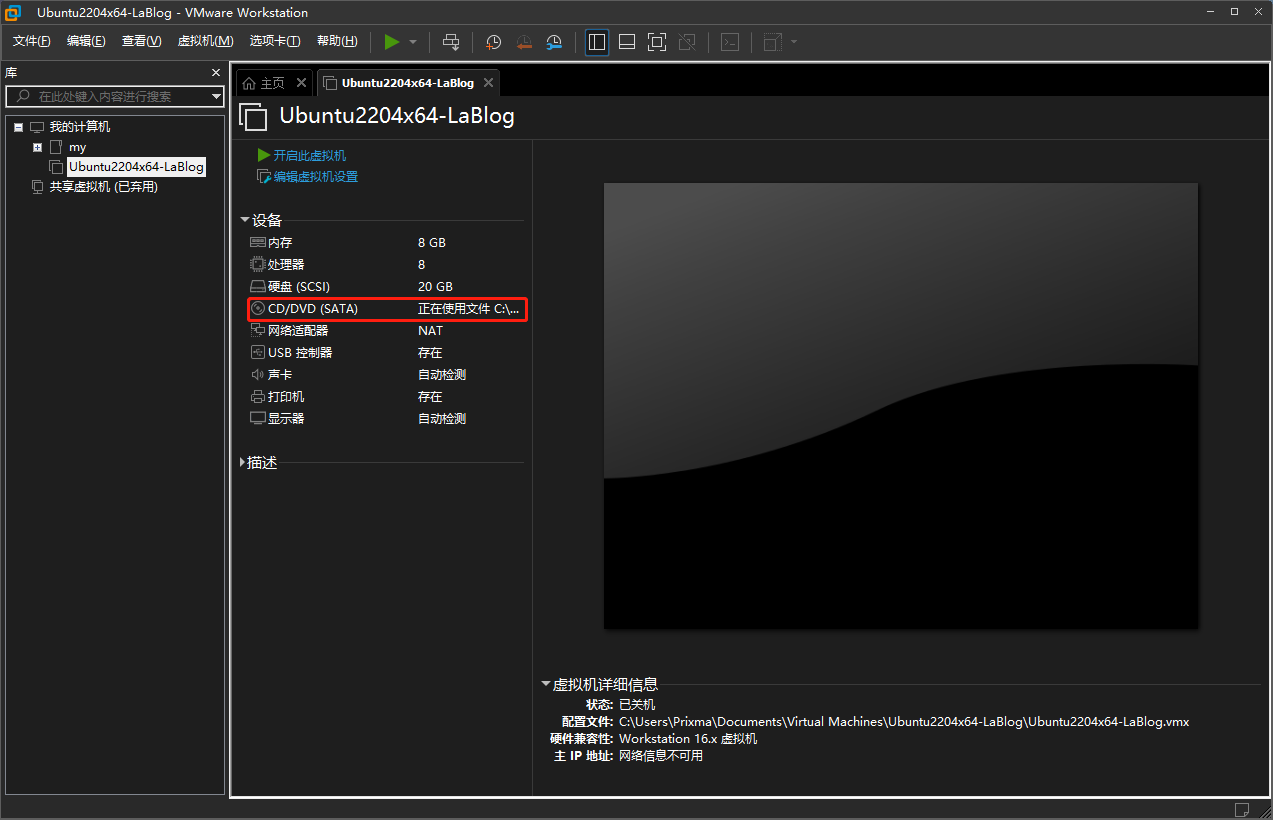 Ubuntu2204x64-LaBlog - VMware Workstation
文件(F) 编辑(E) 查看(V) 虚拟机(M) 选项卡(T) 帮助(H)
库
在此处键入内容进行搜索
我的计算机
my
Ubuntu2204x64-LaBlog
共享虚拟机 (已弃用)
主页 Ubuntu2204x64-LaBlog
Ubuntu2204x64-LaBlog
开启此虚拟机
编辑虚拟机设置
设备
内存 8 GB
处理器 8
硬盘 (SCSI) 20 GB
CD/DVD (SATA) 正在使用文件 C:\...
网络适配器 NAT
USB 控制器 存在
声卡 自动检测
打印机 存在
显示器 自动检测
描述
虚拟机详细信息
状态: 已关机
配置文件: C:\Users\Prixma\Documents\Virtual Machines\Ubuntu2204x64-LaBlog\Ubuntu2204x64-LaBlog.vmx
硬件兼容性: Workstation 16.x 虚拟机
主 IP 地址: 网络信息不可用